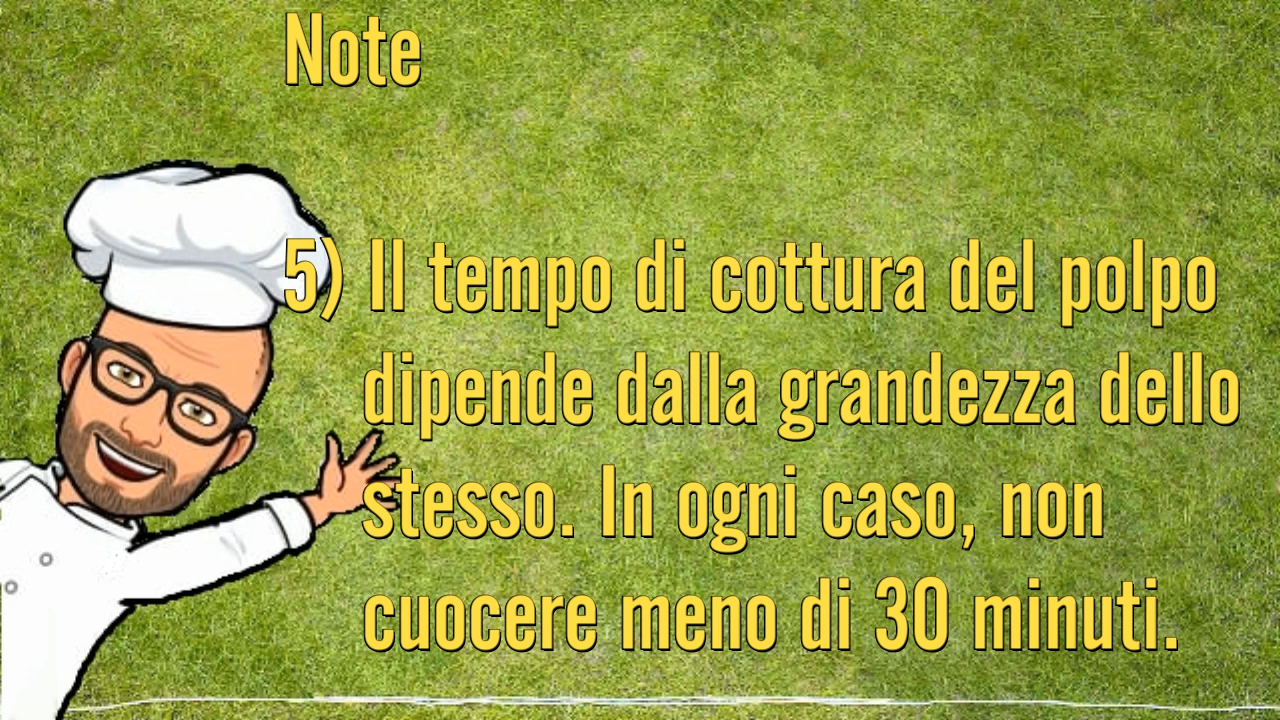 Note
5) Il tempo di cottura del polpo
dipende dalla grandezza dello
stesso. In ogni caso, non
cuocere meno di 30 minuti.